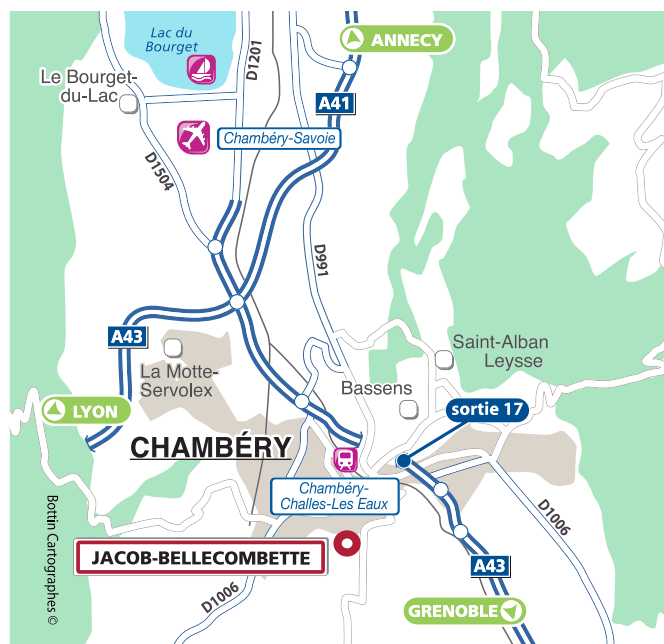 Lac du
Bourget
D1201
ANNECY
Le Bourget-
du-Lac
A41
Chambéry-Savoie
D1504
D991
A43
La Motte-
Servolex
Saint-Alban
Leysse
Bassens
LYON
sortie 17
CHAMBÉRY
Chambéry-
Challes-Les Eaux
Bottin Cartographes ©
D1006
JACOB-BELLECOMBETTE
A43
D1006
GRENOBLE